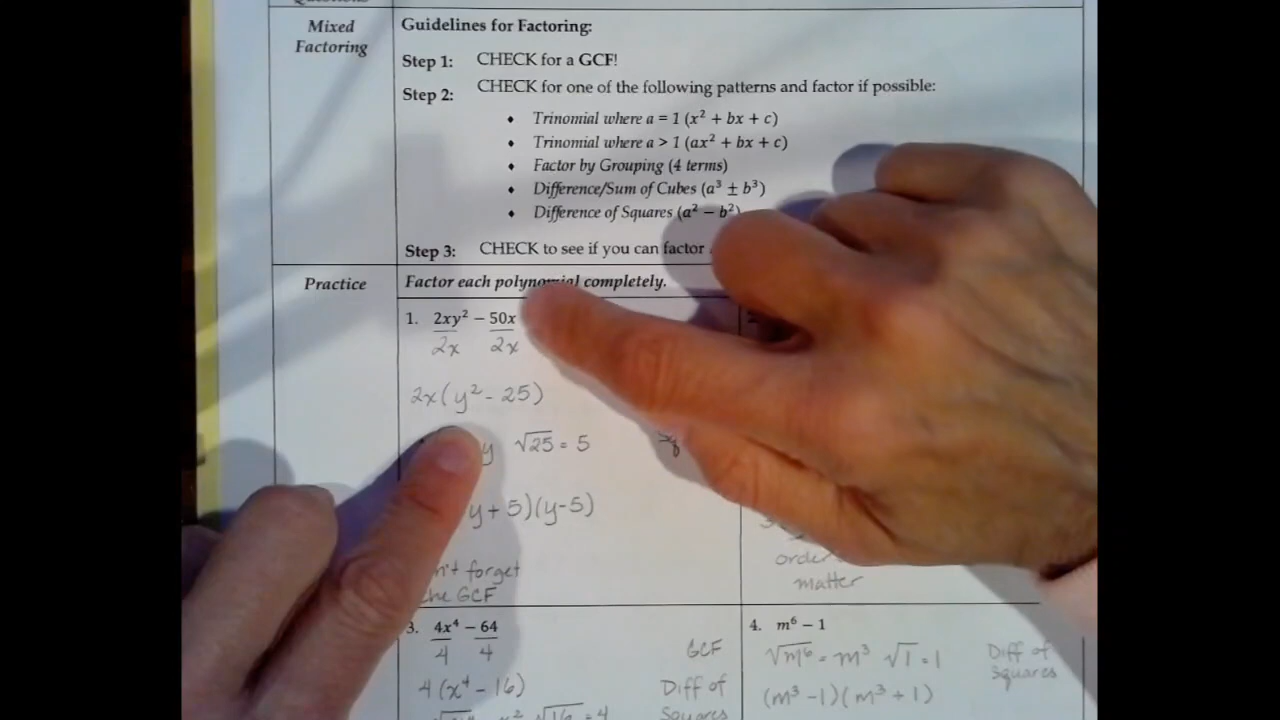 Mixed
Factoring
Guidelines for Factoring:
Step 1: CHECK for a GCF!
Step 2: CHECK for one of the following patterns and factor if possible:
♦ Trinomial where a = 1 (x² + bx + c)
♦ Trinomial where a > 1 (ax² + bx + c)
♦ Factor by Grouping (4 terms)
♦ Difference/Sum of Cubes (a³ ± b³)
♦ Difference of Squares (a² − b²)
Step 3: CHECK to see if you can factor
Practice
Factor each polynomial completely.
1. 2xy² − 50x
2x 2x
2x(y² - 25)
y √25 = 5
y + 5)(y-5)
forget
GCF
order
matter
3. 4x⁴ − 64
4 4
GCF
4(x⁴ - 16)
Diff of
Squares
4. m⁶ − 1
√m⁶ = m³ √1 = 1
Diff of
Squares
(m³ - 1)(m³ + 1)